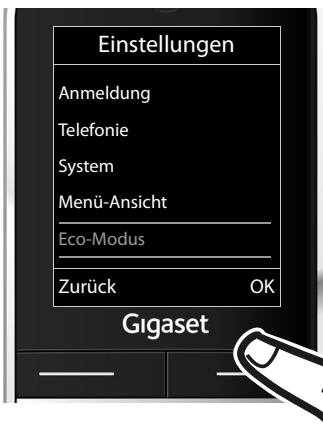 Einstellungen
Anmeldung
Telefonie
System
Menü-Ansicht
Eco-Modus
Zurück OK
Gigaset